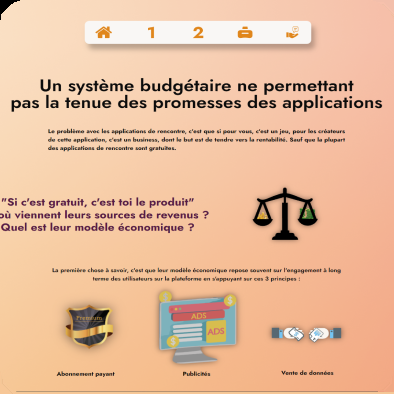 1 2
Un système budgétaire ne permettant
pas la tenue des promesses des applications
Le problème avec les applications de rencontre, c'est que si pour vous, c'est un jeu, pour les créateurs
de cette application, c'est un business, dont le but est de tendre vers la rentabilité. Sauf que la plupart
des applications de rencontre sont gratuites.
"Si c'est gratuit, c'est toi le produit"
où viennent leurs sources de revenus ?
Quel est leur modèle économique ?
La première chose à savoir, c'est que leur modèle économique repose souvent sur l'engagement à long
terme des utilisateurs sur la plateforme en s'appuyant sur ces 3 principes :
Premium
ADS
ADS
Abonnement payant
Publicités
Vente de données